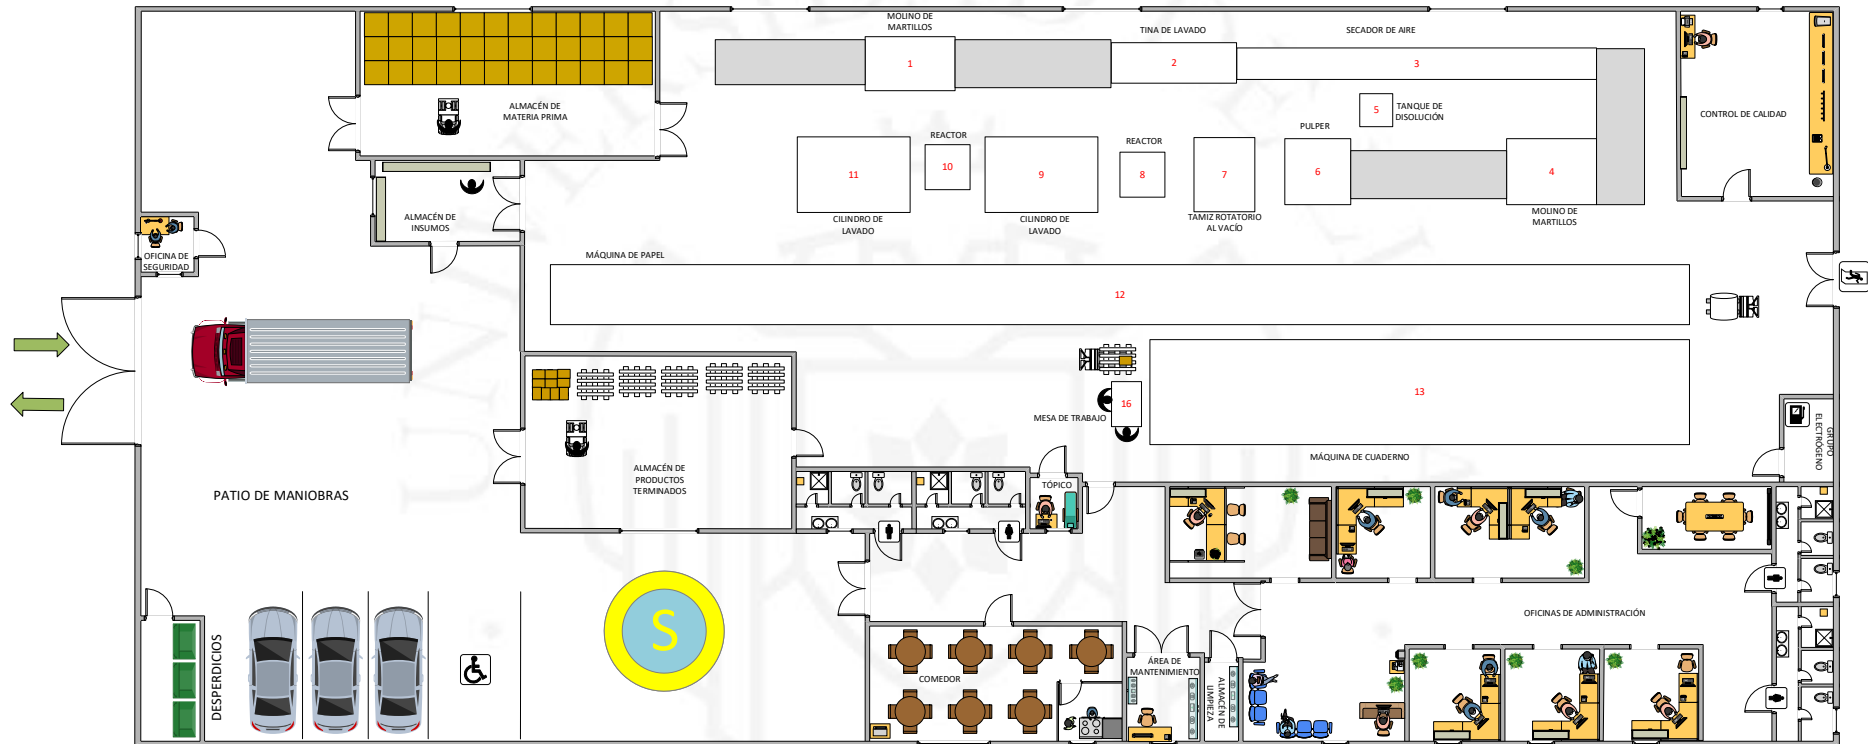 MOLINO DE
MARTILLOS
TINA DE LAVADO
SECADOR DE AIRE
1
2
3
ALMACÉN DE
MATERIA PRIMA
5
TANQUE DE
DISOLUCIÓN
CONTROL DE CALIDAD
REACTOR
REACTOR
PULPER
11
10
9
8
7
6
4
CILINDRO DE
LAVADO
CILINDRO DE
LAVADO
TAMIZ ROTATORIO
AL VACÍO
MOLINO DE
MARTILLOS
ALMACÉN DE
INSUMOS
OFICINA DE
SEGURIDAD
MÁQUINA DE PAPEL
12
13
16
MESA DE TRABAJO
MÁQUINA DE CUADERNO
GRUPO
ELECTRÓGENO
ALMACÉN DE
PRODUCTOS
TERMINADOS
TÓPICO
PATIO DE MANIOBRAS
S
DESPERDICIOS
OFICINAS DE ADMINISTRACIÓN
COMEDOR
ÁREA DE
MANTENIMIENTO
ALMACÉN DE
LIMPIEZA